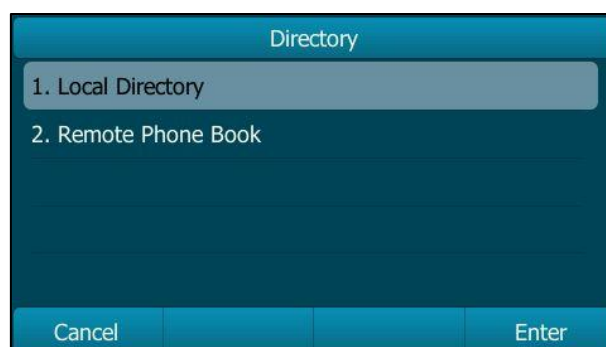 Directory
1. Local Directory
2. Remote Phone Book
Cancel Enter